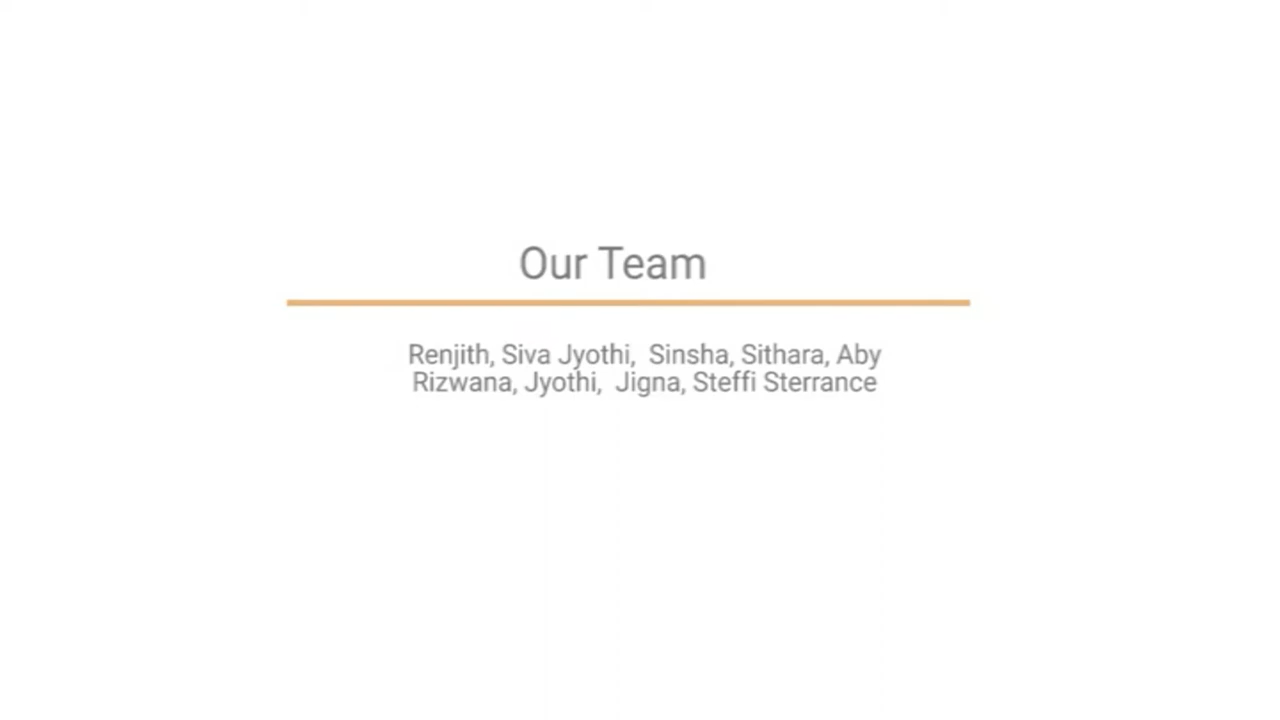 Our Team
Renjith, Siva Jyothi,  Sinsha, Sithara, Aby
Rizwana, Jyothi,  Jigna, Steffi Sterrance